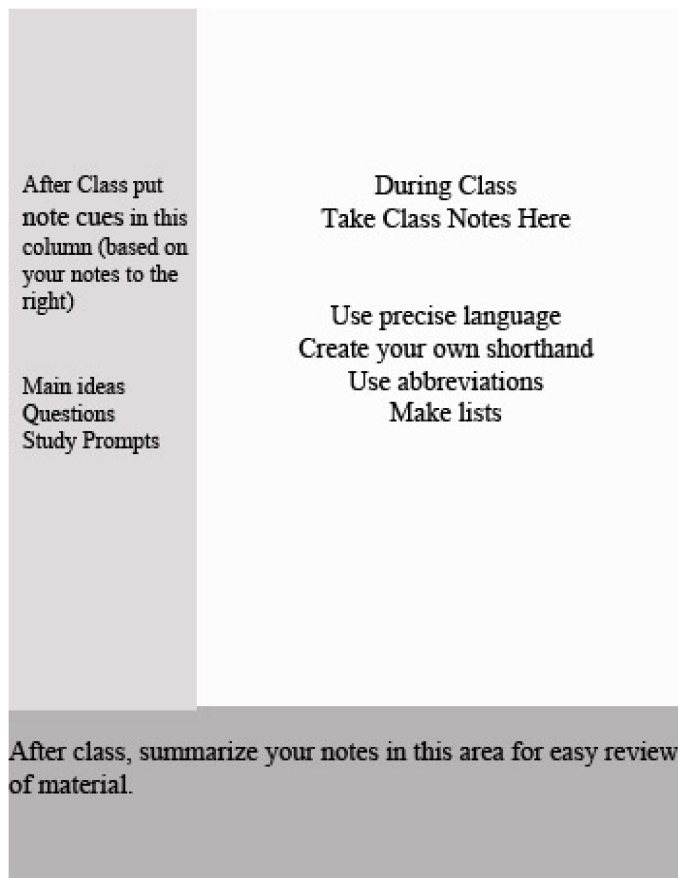 After Class put
note cues in this
column (based on
your notes to the
right)
Main ideas
Questions
Study Prompts
During Class
Take Class Notes Here
Use precise language
Create your own shorthand
Use abbreviations
Make lists
After class, summarize your notes in this area for easy review
of material.